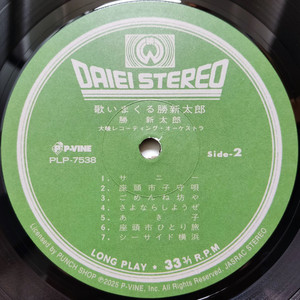 DAIEI STEREO
歌いまくる勝新太郎
勝 新太郎
大映レコーディング・オーケストラ
P-VINE
PLP-7538
Side-2
1. サニー
2. 座頭市子守唄
3. ごめんね坊や
4. さよならしようぜ
5. あき子
6. 座頭市ひとり旅
7. シーサイド横浜
LONG PLAY・33⅓ R.P.M
Licensed by PUNCH SHOP ℗2025 P-VINE, Inc. All Rights Reserved. JASRAC STEREO